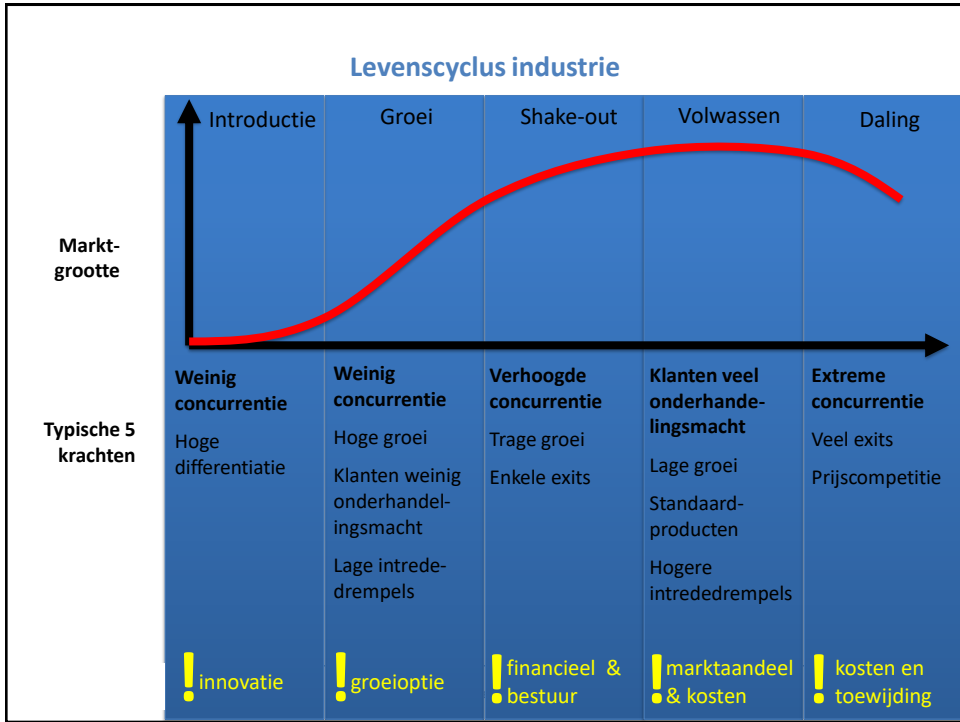 Levenscyclus industrie
Introductie
Groei
Shake-out
Volwassen
Daling
Markt-
grootte
Typische 5
krachten
Weinig
concurrentie
Hoge
differentiatie
Weinig
concurrentie
Hoge groei
Klanten weinig
onderhandel-
ingsmacht
Lage intrede-
drempels
Verhoogde
concurrentie
Trage groei
Enkele exits
Klanten veel
onderhande-
lingsmacht
Lage groei
Standaard-
producten
Hogere
intrededrempels
Extreme
concurrentie
Veel exits
Prijscompetitie
! innovatie
! groeioptie
! financieel &
bestuur
! marktaandeel
& kosten
! kosten en
toewijding